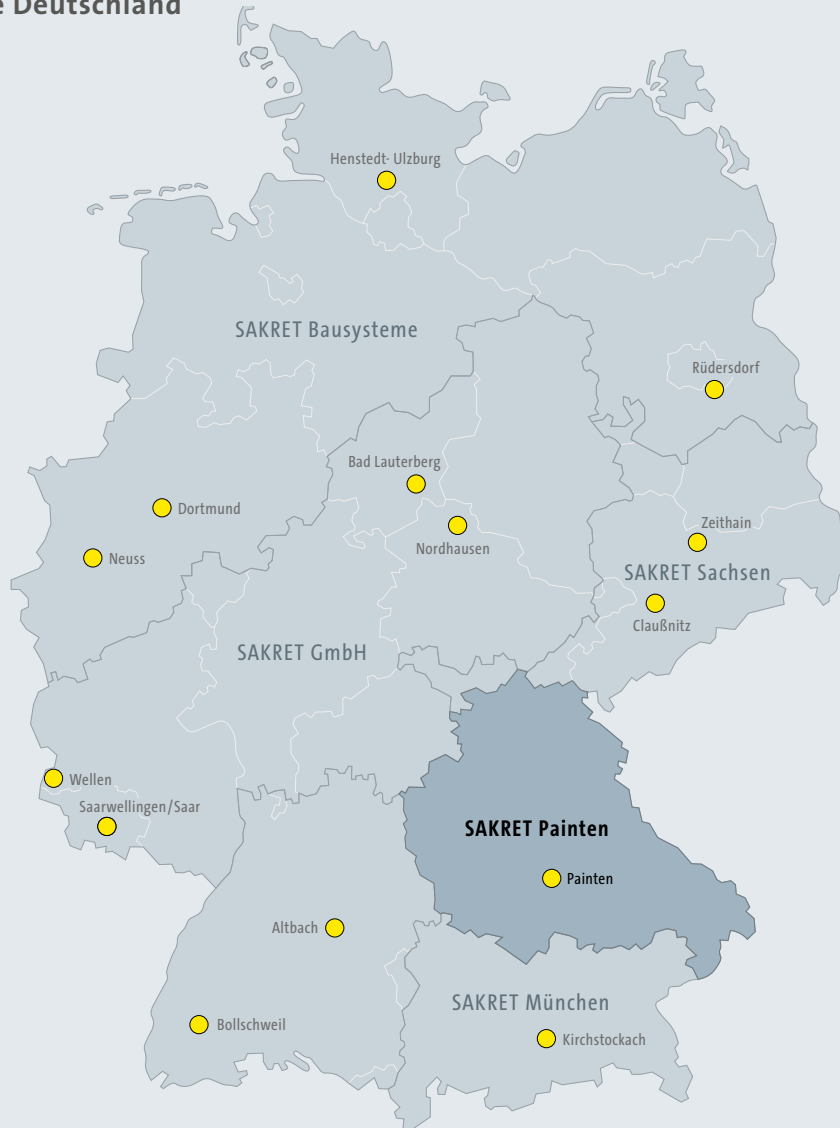 e Deutschland
Henstedt- Ulzburg
SAKRET Bausysteme
Rüdersdorf
Bad Lauterberg
Dortmund
Zeithain
Nordhausen
Neuss
SAKRET Sachsen
Claußnitz
SAKRET GmbH
Wellen
Saarwellingen/Saar
SAKRET Painten
Painten
Altbach
SAKRET München
Bollschweil
Kirchstockach